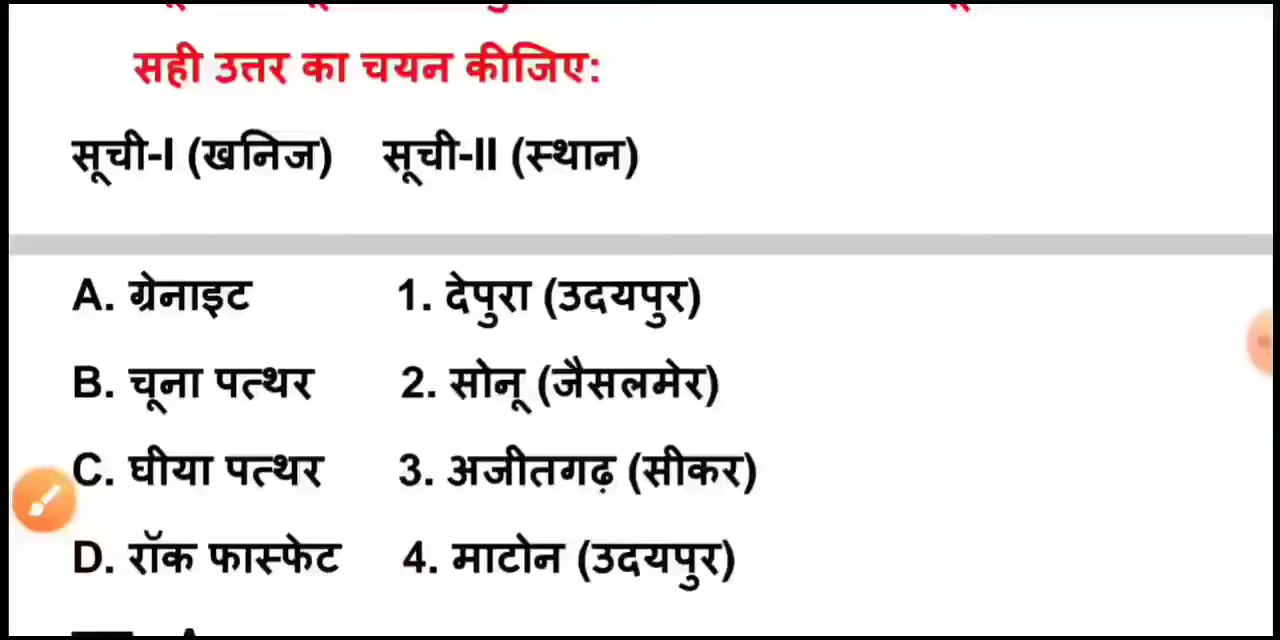 सही उत्तर का चयन कीजिए:
सूची-I (खनिज) सूची-II (स्थान)
A. ग्रेनाइट 1. देपुरा (उदयपुर)
B. चूना पत्थर 2. सोनू (जैसलमेर)
C. घीया पत्थर 3. अजीतगढ़ (सीकर)
D. रॉक फास्फेट 4. माटोन (उदयपुर)